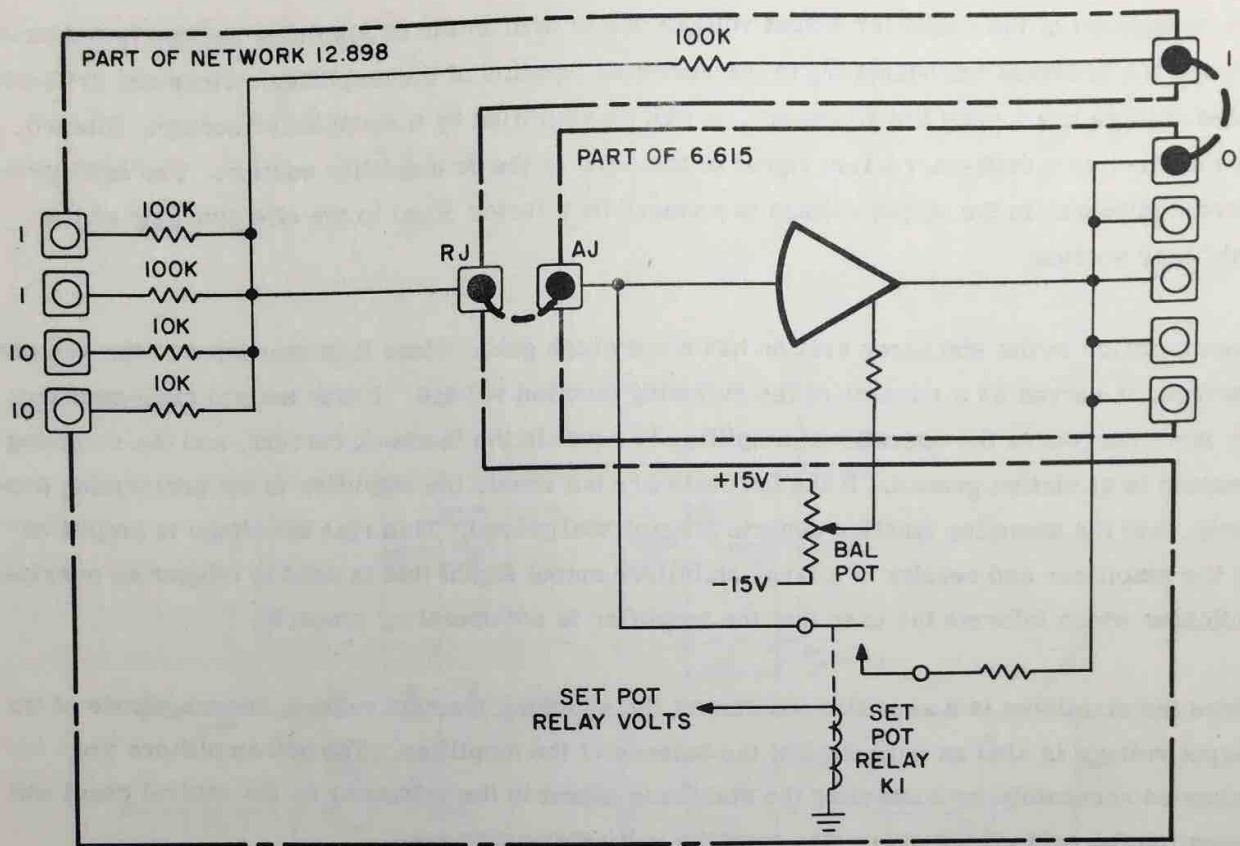 PART OF NETWORK 12.898
100K
1
0
PART OF 6.615
1
100K
RJ
AJ
1
100K
10
10K
10
10K
+15V
BAL
POT
-15V
SET POT
RELAY VOLTS
SET
POT
RELAY
K1